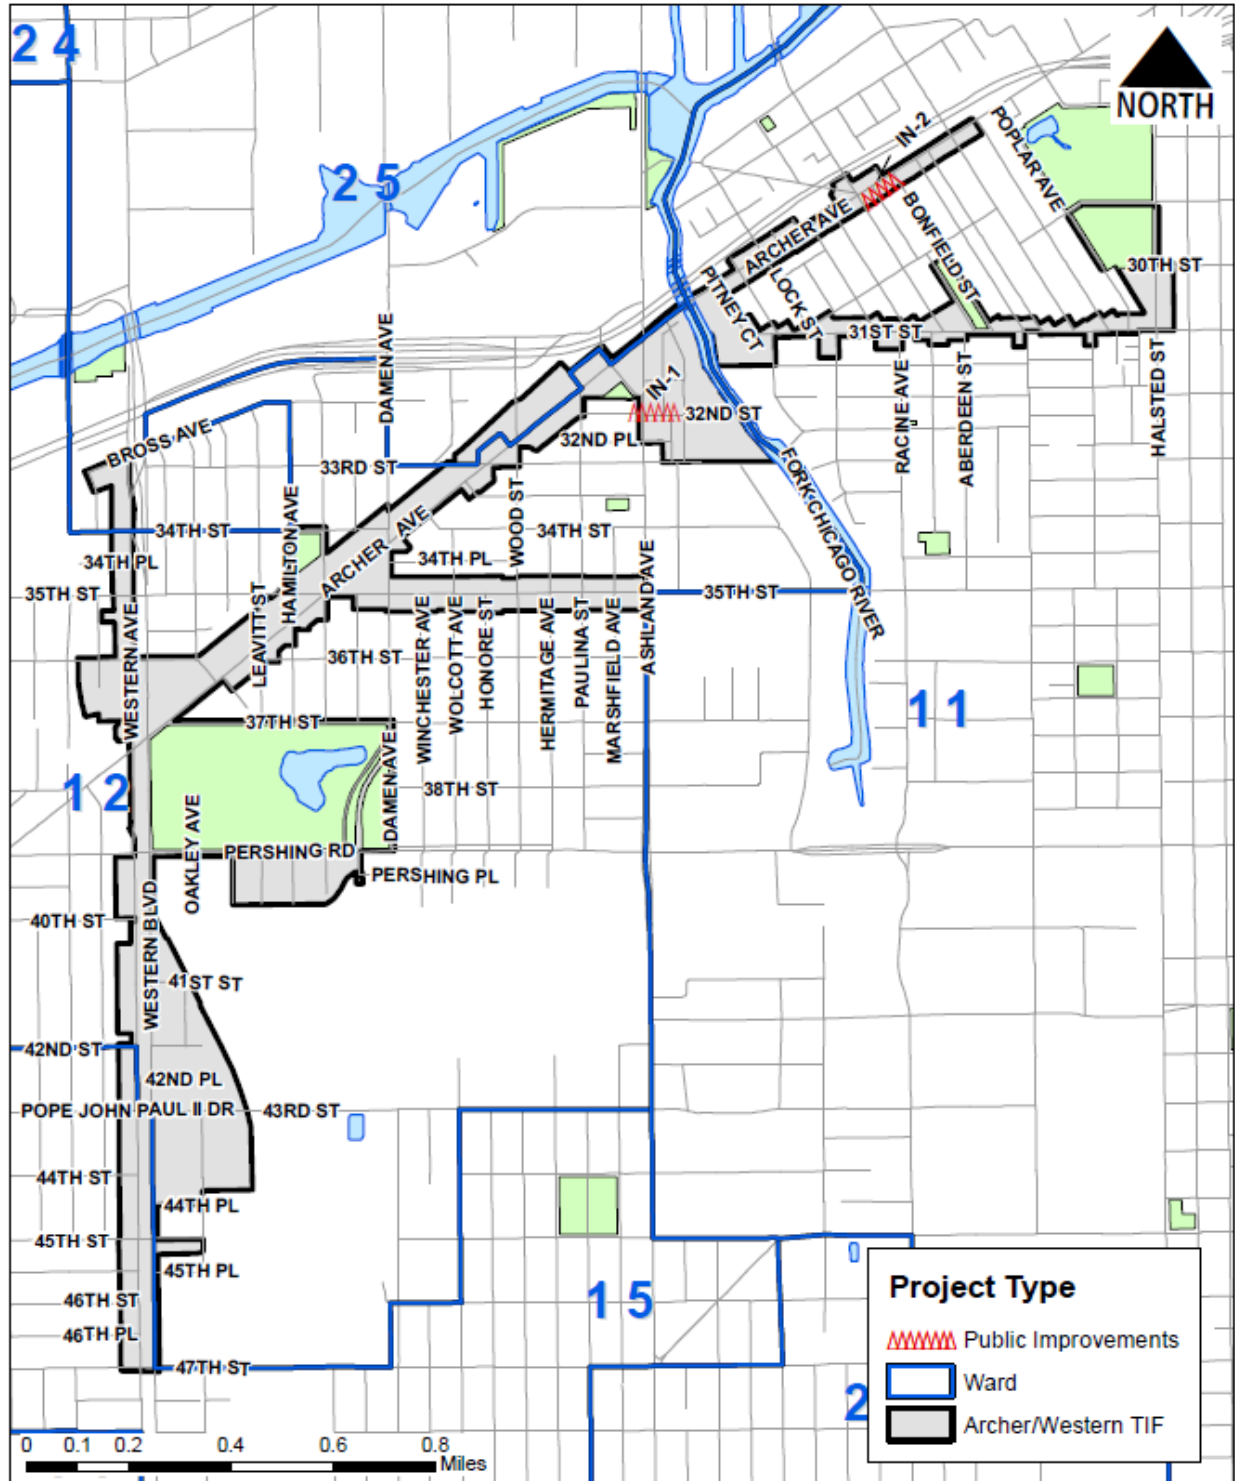 24
NORTH
IN-2
POPLAR AVE
25
ARCHER AVE
BONFIELD ST
30TH ST
PITNEY CT
LOCK ST
31ST ST
DAMEN AVE
RACINE AVE
ABERDEEN ST
HALSTED ST
IN-1
32ND ST
32ND PL
BROSS AVE
33RD ST
FORK CHICAGO RIVER
WOOD ST
HAMILTON AVE
34TH ST
34TH ST
ARCHER AVE
34TH PL
34TH PL
35TH ST
35TH ST
ASHLAND AVE
LEAVITT ST
WESTERN AVE
36TH ST
WINCHESTER AVE
WOLCOTT AVE
HONORE ST
HERMITAGE AVE
PAULINA ST
MARSHFIELD AVE
11
37TH ST
12
38TH ST
DAMEN AVE
OAKLEY AVE
PERSHING RD
PERSHING PL
40TH ST
WESTERN BLVD
41ST ST
42ND ST
42ND PL
POPE JOHN PAUL II DR
43RD ST
44TH ST
44TH PL
45TH ST
45TH PL
46TH ST
15
46TH PL
47TH ST
2
Project Type
Public Improvements
Ward
Archer/Western TIF
0 0.1 0.2 0.4 0.6 0.8
Miles